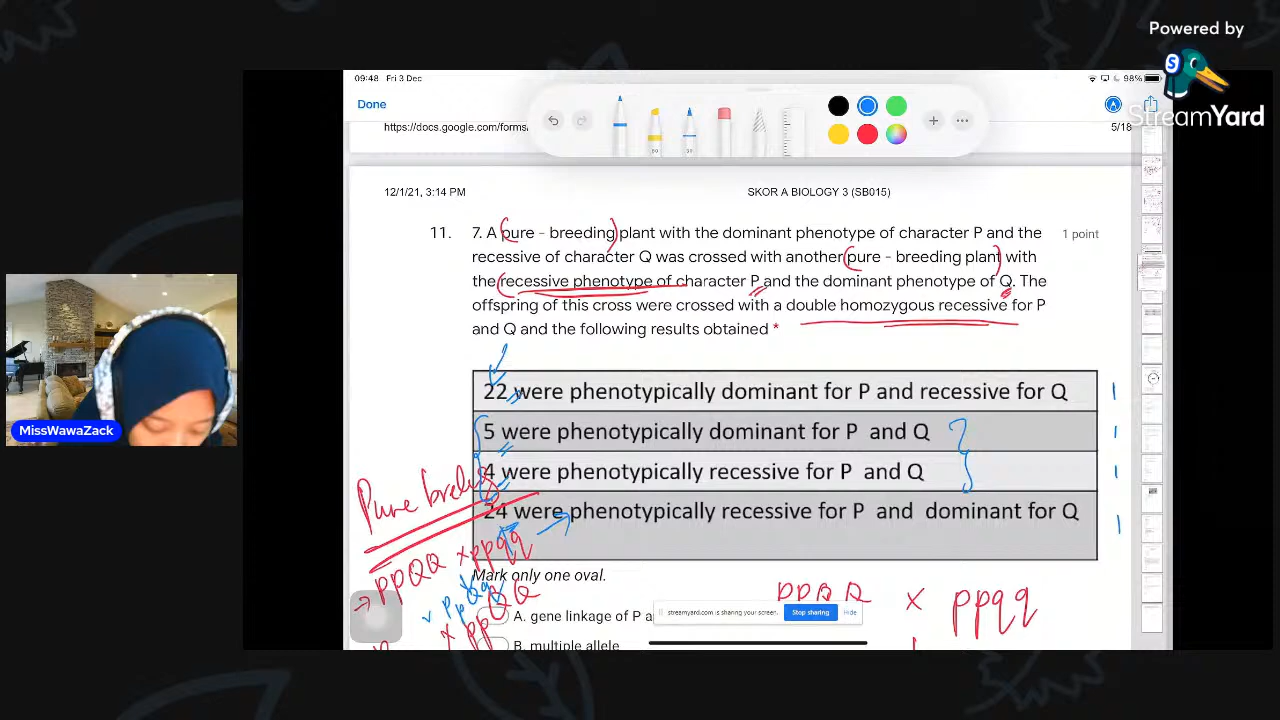 Powered by
StreamYard
09:48 Fri 3 Dec
98%
Done
https://docs.google.com/forms/
5/18
12/1/21, 3:14 PM
SKOR A BIOLOGY 3 (SB015)
11. 7. A pure - breeding plant with the dominant phenotype of character P and the
1 point
recessive of character Q was crossed with another pure - breeding plant with
the recessive phenotype of character P and the dominant phenotype of Q. The
offspring of this cross were crossed with a double homozygous recessive for P
and Q and the following results obtained *
22 were phenotypically dominant for P and recessive for Q
1
5 were phenotypically dominant for P and Q
1
4 were phenotypically recessive for P and Q
1
24 were phenotypically recessive for P and dominant for Q
1
Pure breeding
ppQQ × ppqq
Mark only one oval.
ppQq
× ppQQ
A. gene linkage of P a
B. multiple allele
× ppqq
streamyard.com is sharing your screen.
Stop sharing
Hide
MissWawaZack